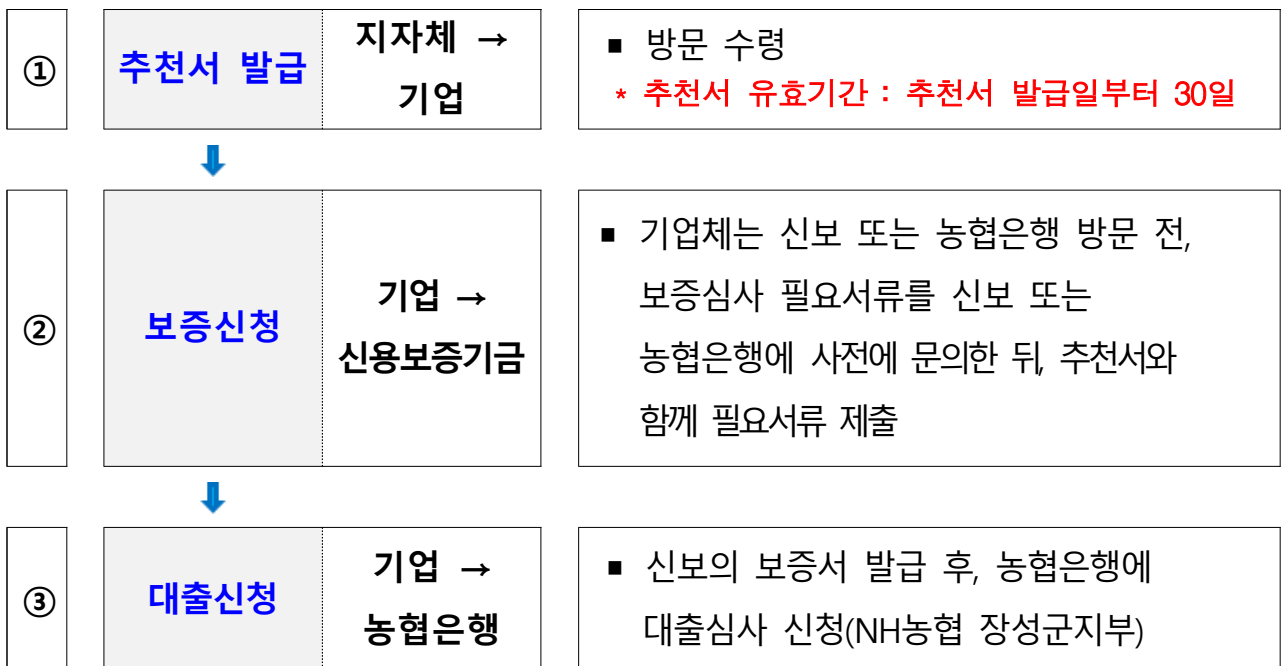 ①
추천서 발급
지자체 →
기업
▪ 방문 수령
* 추천서 유효기간 : 추천서 발급일부터 30일
②
보증신청
기업 →
신용보증기금
▪ 기업체는 신보 또는 농협은행 방문 전,
보증심사 필요서류를 신보 또는
농협은행에 사전에 문의한 뒤, 추천서와
함께 필요서류 제출
③
대출신청
기업 →
농협은행
▪ 신보의 보증서 발급 후, 농협은행에
대출심사 신청(NH농협 장성군지부)